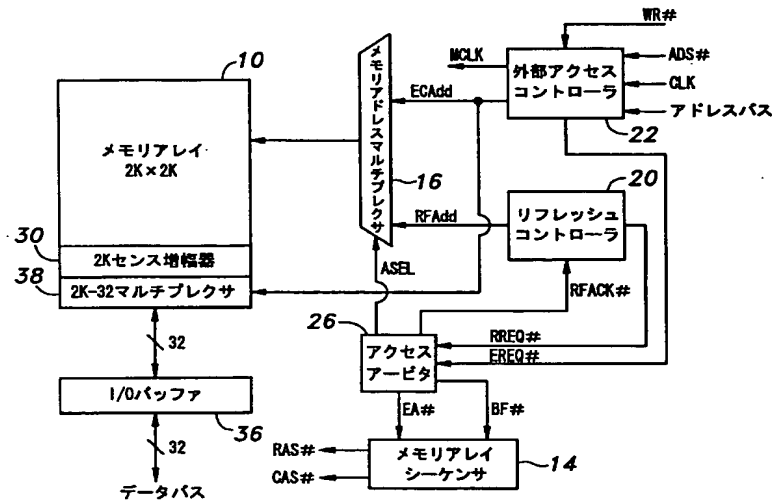 WR#
10
MCLK
外部アクセス
コントローラ
ADS#
CLK
アドレスバス
22
ECAdd
メモリアドレスマルチプレクサ
メモリアレイ
2K×2K
16
20
RFAdd
リフレッシュ
コントローラ
30
2Kセンス増幅器
38
2K-32マルチプレクサ
ASEL
RFACK#
26
RREQ#
EREQ#
32
アクセス
アービタ
I/Oバッファ
36
EA#
BF#
32
RAS#
CAS#
メモリアレイ
シーケンサ
14
データバス